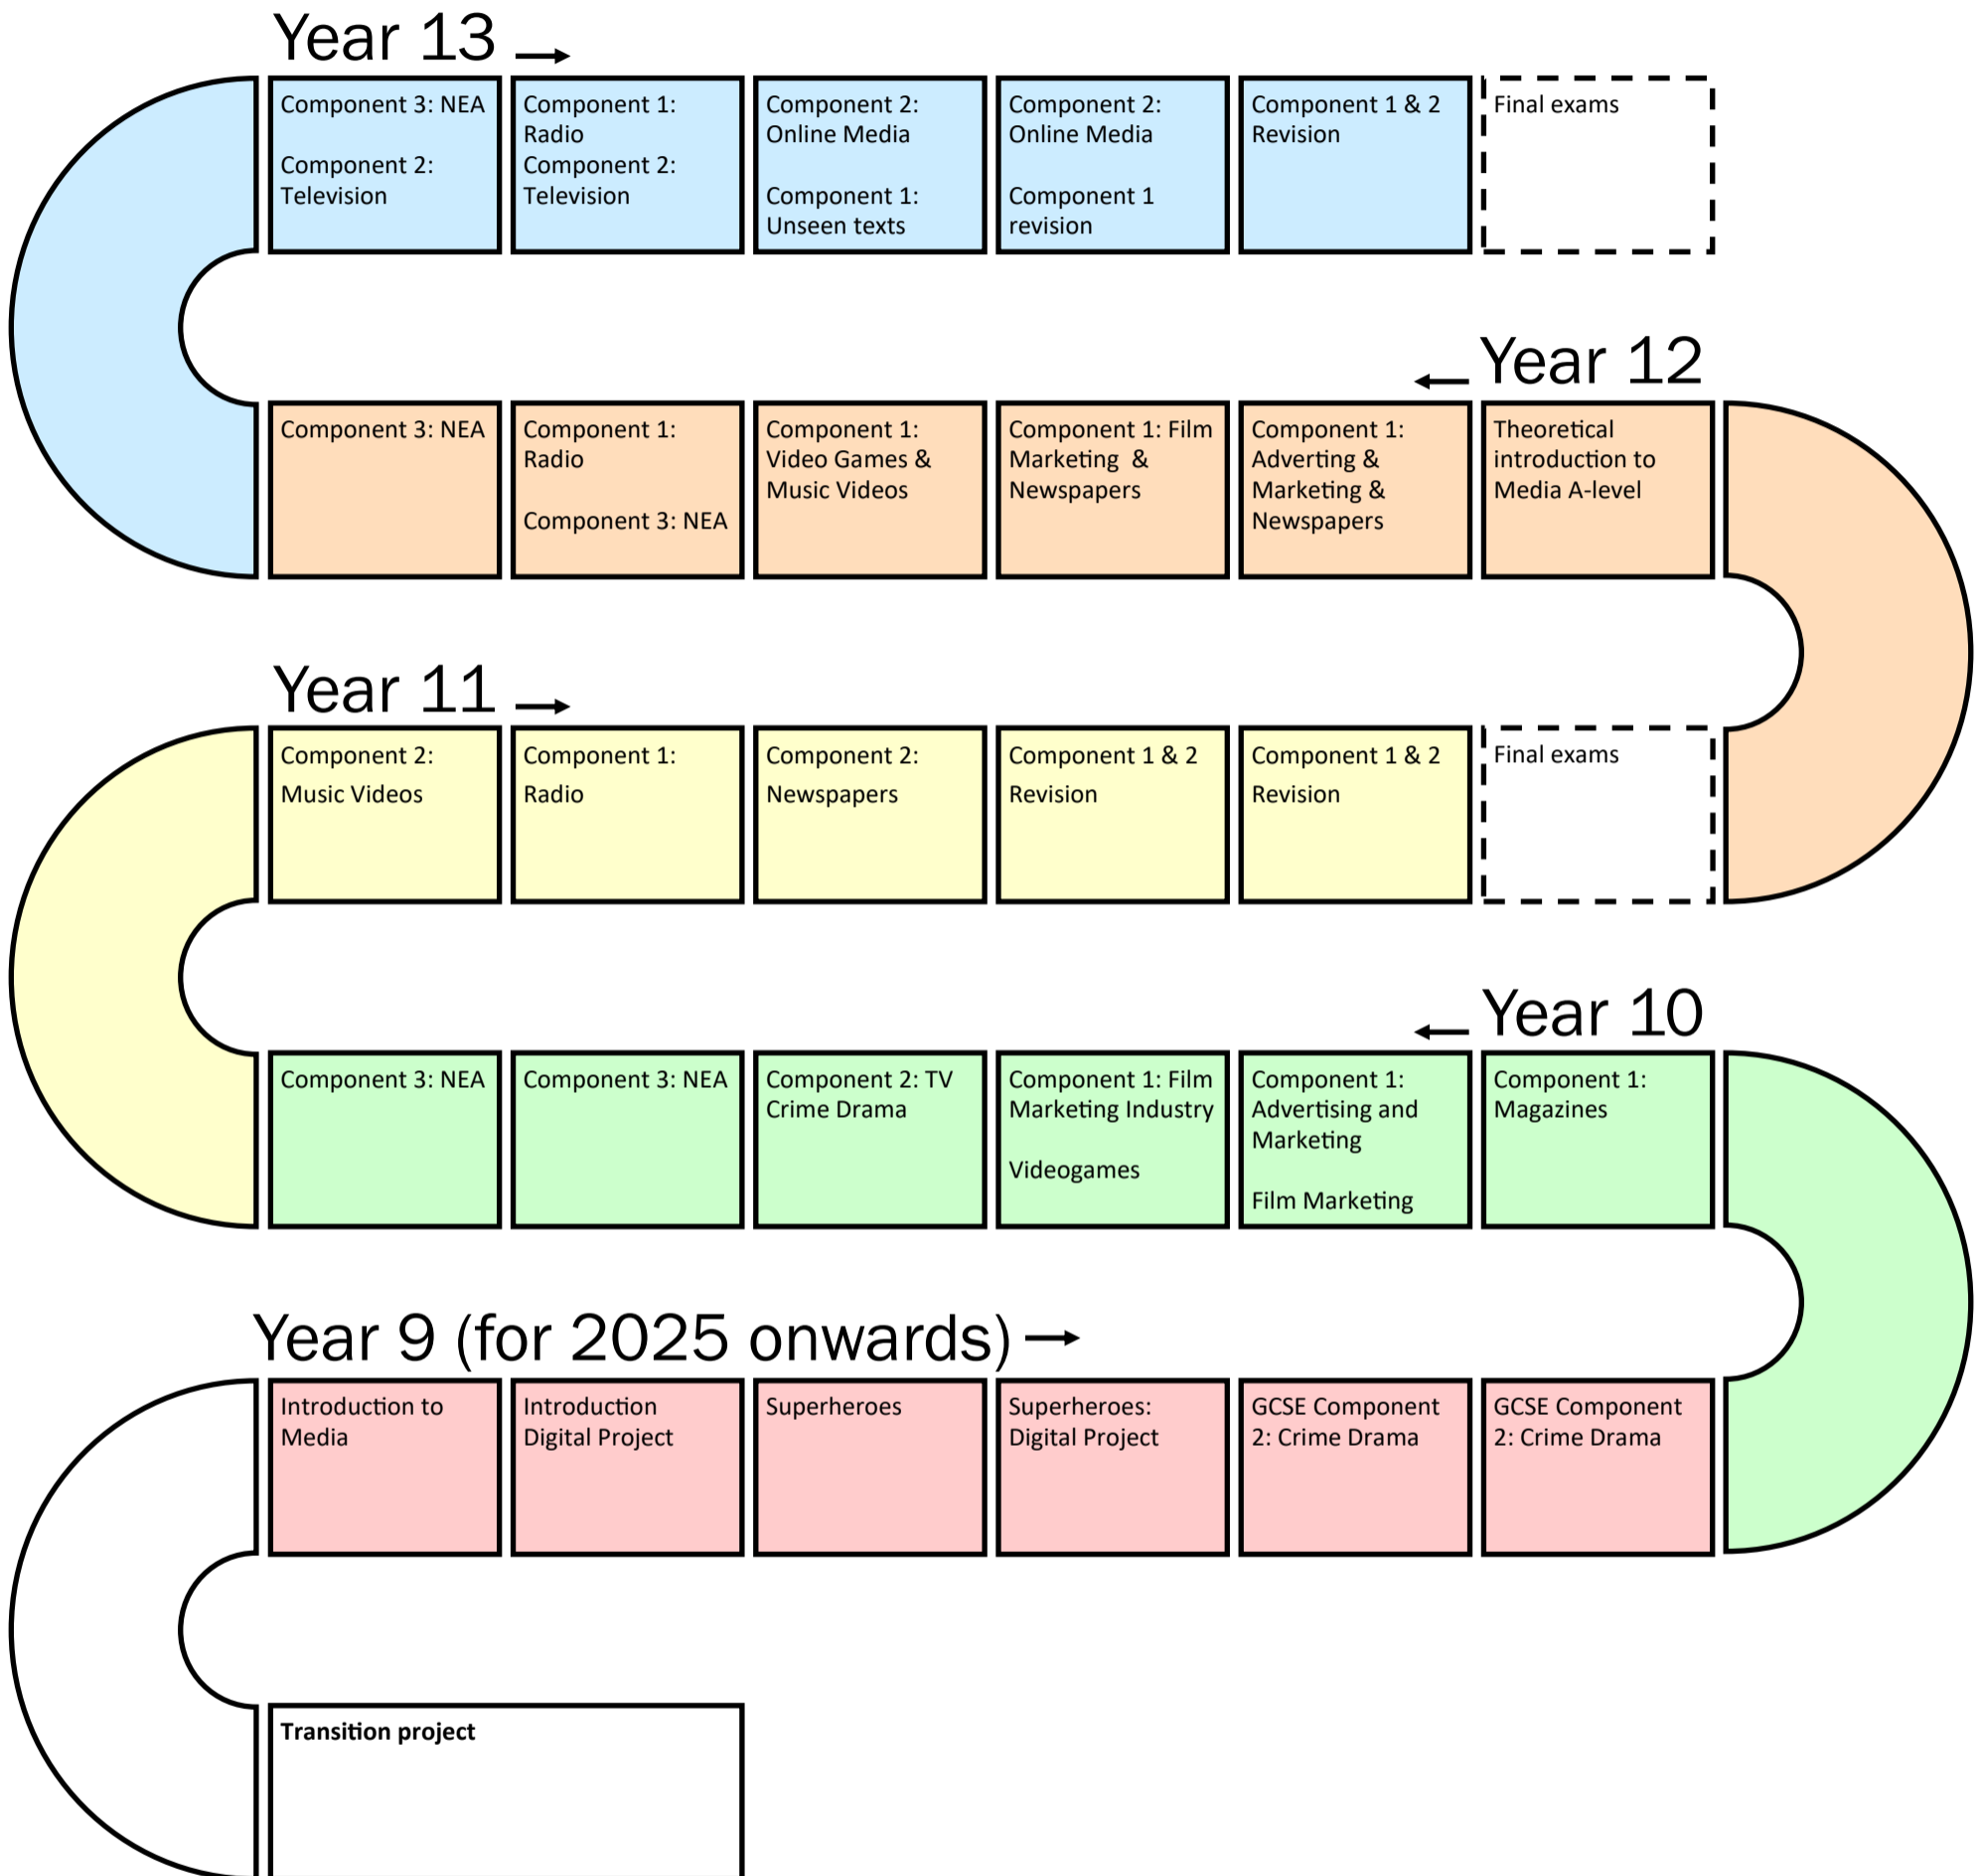 Year 13
Component 3: NEA
Component 2:
Television
Component 1:
Radio
Component 2:
Television
Component 2:
Online Media
Component 1:
Unseen texts
Component 2:
Online Media
Component 1
revision
Component 1 & 2
Revision
Final exams
Year 12
Component 3: NEA
Component 1:
Radio
Component 3: NEA
Component 1:
Video Games &
Music Videos
Component 1: Film
Marketing &
Newspapers
Component 1:
Adverting &
Marketing &
Newspapers
Theoretical
introduction to
Media A-level
Year 11
Component 2:
Music Videos
Component 1:
Radio
Component 2:
Newspapers
Component 1 & 2
Revision
Component 1 & 2
Revision
Final exams
Year 10
Component 3: NEA
Component 3: NEA
Component 2: TV
Crime Drama
Component 1: Film
Marketing Industry
Videogames
Component 1:
Advertising and
Marketing
Film Marketing
Component 1:
Magazines
Year 9 (for 2025 onwards)
Introduction to
Media
Introduction
Digital Project
Superheroes
Superheroes:
Digital Project
GCSE Component
2: Crime Drama
GCSE Component
2: Crime Drama
Transition project